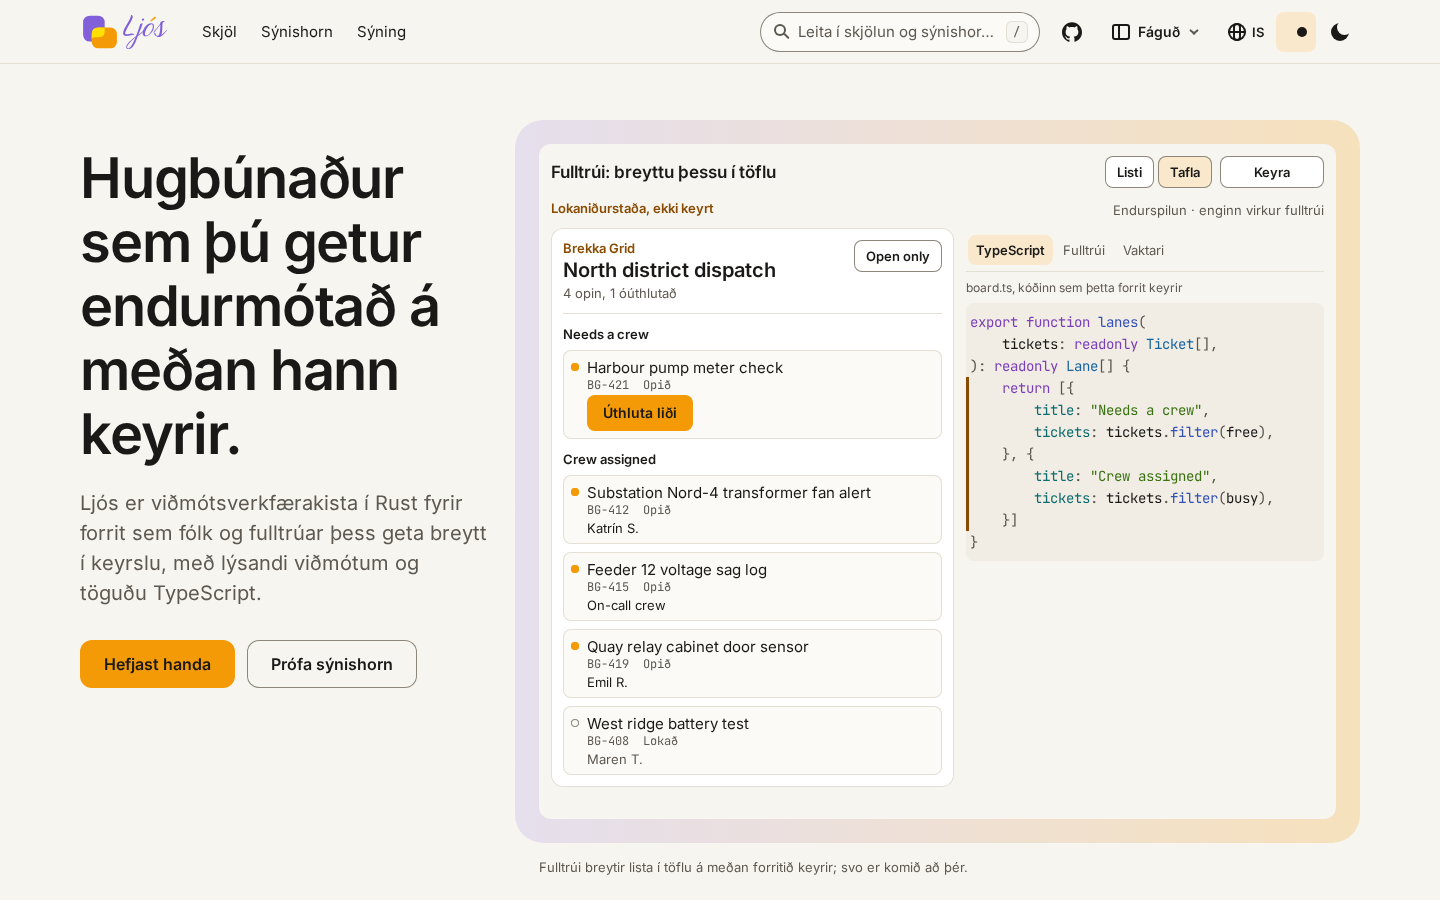 Ljós
Skjöl
Sýnishorn
Sýning
Leita í skjölun og sýnishor…
/
Fáguð
IS
Hugbúnaður
sem þú getur
endurmótað á
meðan hann
keyrir.
Ljós er viðmótsverkfærakista í Rust fyrir
forrit sem fólk og fulltrúar þess geta breytt
í keyrslu, með lýsandi viðmótum og
töguðu TypeScript.
Hefjast handa
Prófa sýnishorn
Fulltrúi: breyttu þessu í töflu
Listi
Tafla
Keyra
Lokaniðurstaða, ekki keyrt
Endurspilun · enginn virkur fulltrúi
Brekka Grid
North district dispatch
4 opin, 1 óúthlutað
Open only
Needs a crew
Harbour pump meter check
BG-421 Opið
Úthluta liði
Crew assigned
Substation Nord-4 transformer fan alert
BG-412 Opið
Katrín S.
Feeder 12 voltage sag log
BG-415 Opið
On-call crew
Quay relay cabinet door sensor
BG-419 Opið
Emil R.
West ridge battery test
BG-408 Lokað
Maren T.
TypeScript
Fulltrúi
Vaktari
board.ts, kóðinn sem þetta forrit keyrir
export function lanes(
    tickets: readonly Ticket[],
): readonly Lane[] {
    return [{
        title: "Needs a crew",
        tickets: tickets.filter(free),
    }, {
        title: "Crew assigned",
        tickets: tickets.filter(busy),
    }]
}
Fulltrúi breytir lista í töflu á meðan forritið keyrir; svo er komið að þér.